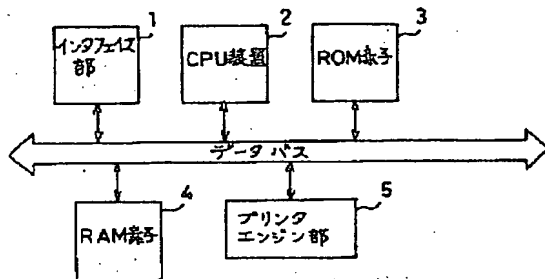 1
インタフェイス
部
2
CPU装置
3
ROM素子
データバス
4
RAM素子
5
プリンタ
エンジン部